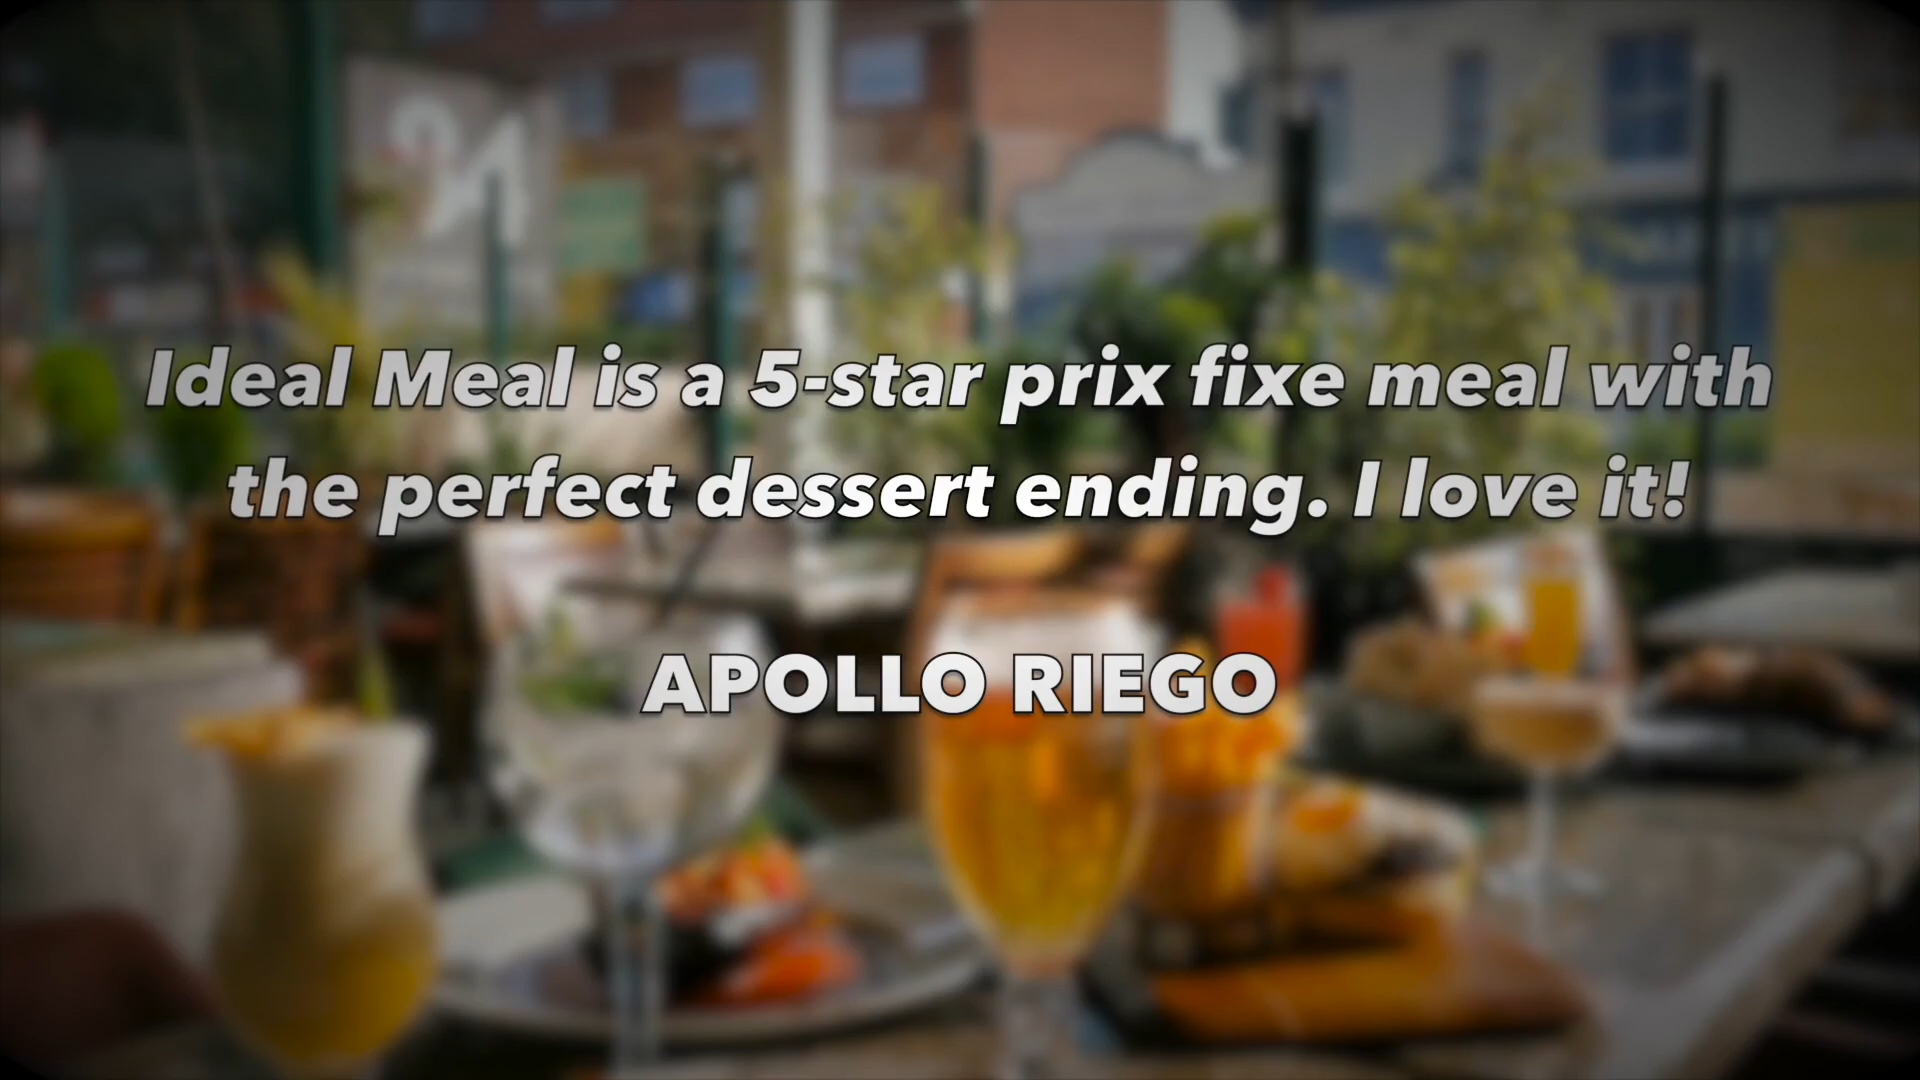 Ideal Meal is a 5-star prix fixe meal with
the perfect dessert ending. I love it!
APOLLO RIEGO